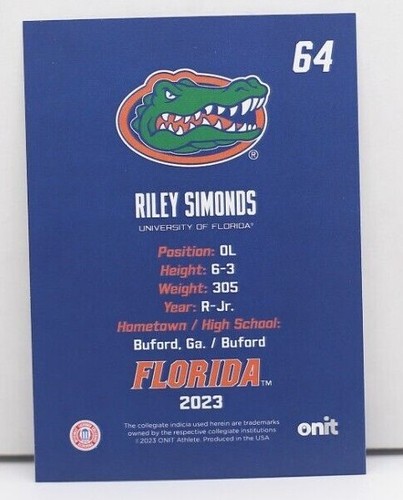 64
®
RILEY SIMONDS
UNIVERSITY OF FLORIDA®
Position: OL
Height: 6-3
Weight: 305
Year: R-Jr.
Hometown / High School:
Buford, Ga. / Buford
FLORIDA™
2023
The collegiate indicia used herein are trademarks
owned by the respective collegiate institutions
©2023 ONIT Athlete. Produced in the USA
onit